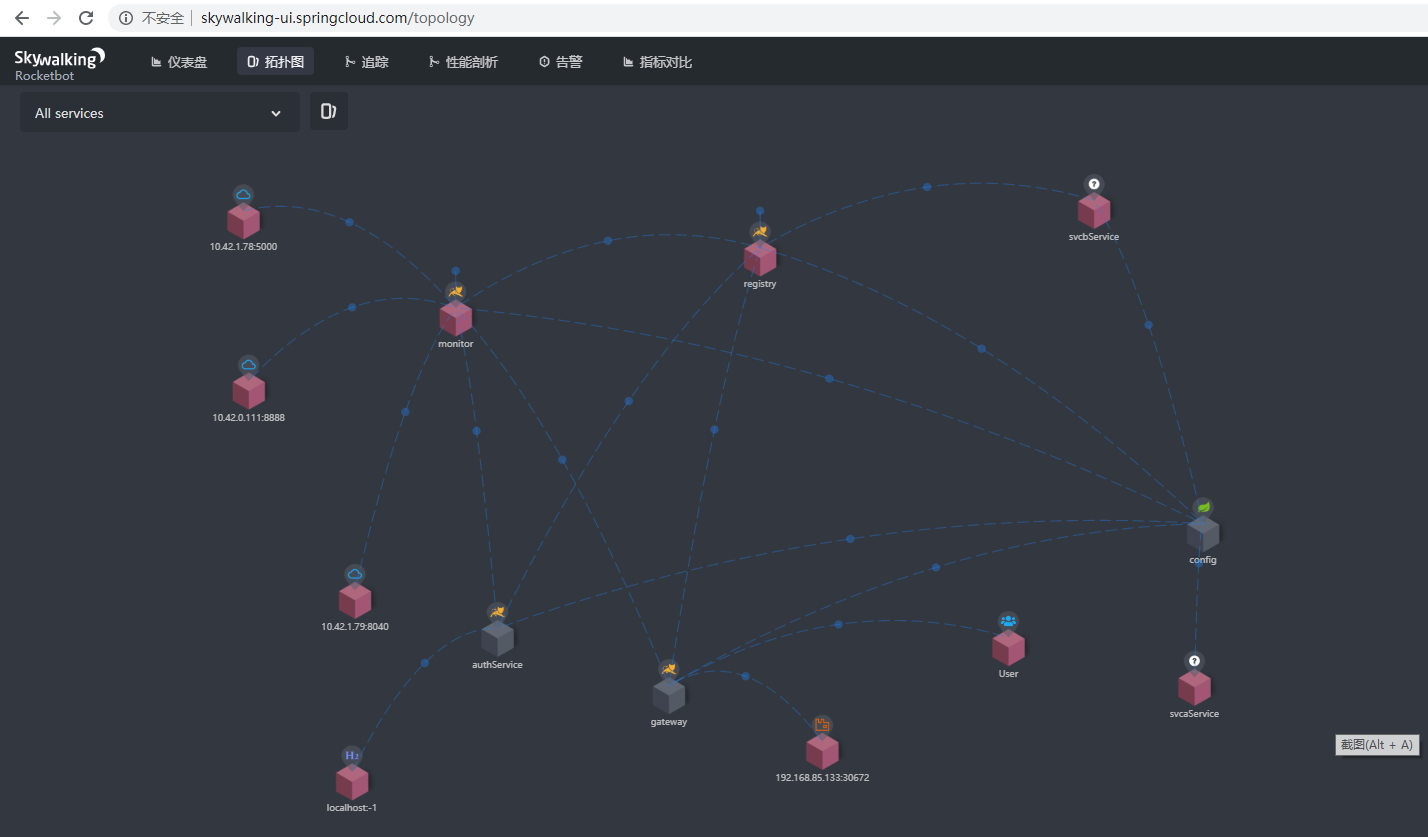 不安全 skywalking-ui.springcloud.com/topology
Skywalking
Rocketbot
仪表盘 拓扑图 追踪 性能剖析 告警 指标对比
All services
10.42.1.78:5000
svcbService
registry
monitor
10.42.0.111:8888
config
10.42.1.79:8040
authService
User
gateway
svcaService
192.168.85.133:30672
H2
localhost:-1
截图(Alt + A)